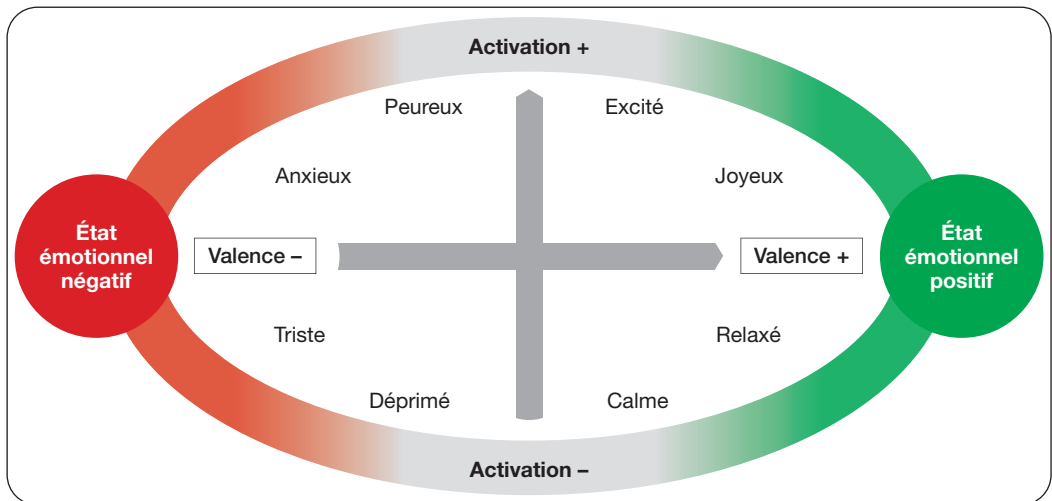 Activation +
Peureux
Excité
Anxieux
Joyeux
État
émotionnel
négatif
Valence –
Valence +
État
émotionnel
positif
Triste
Relaxé
Déprimé
Calme
Activation –